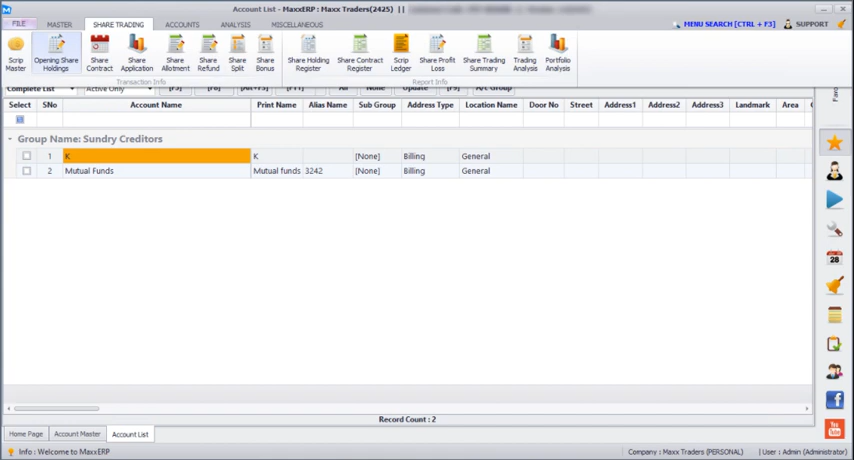 Account List - MaxxERP : Maxx Traders(2425) ||
FILE MASTER SHARE TRADING ACCOUNTS ANALYSIS MISCELLANEOUS MENU SEARCH [CTRL + F3] SUPPORT
Scrip Master
Opening Share Holdings
Share Contract
Share Application
Share Allotment
Share Refund
Share Split
Share Bonus
Share Holding Register
Share Contract Register
Scrip Ledger
Share Profit Loss
Share Trading Summary
Trading Analysis
Portfolio Analysis
Transaction Info Report Info
Complete List Active Only [F5] [F6] [Alt+F5] [F11] All None Update [F9] A/c Group
Favo
Select SNo Account Name Print Name Alias Name Sub Group Address Type Location Name Door No Street Address1 Address2 Address3 Landmark Area
Group Name: Sundry Creditors
1 K K [None] Billing General
2 Mutual Funds Mutual funds 3242 [None] Billing General
28
You Tube
Record Count : 2
Home Page Account Master Account List
Info : Welcome to MaxxERP Company : Maxx Traders (PERSONAL) User : Admin (Administrator)